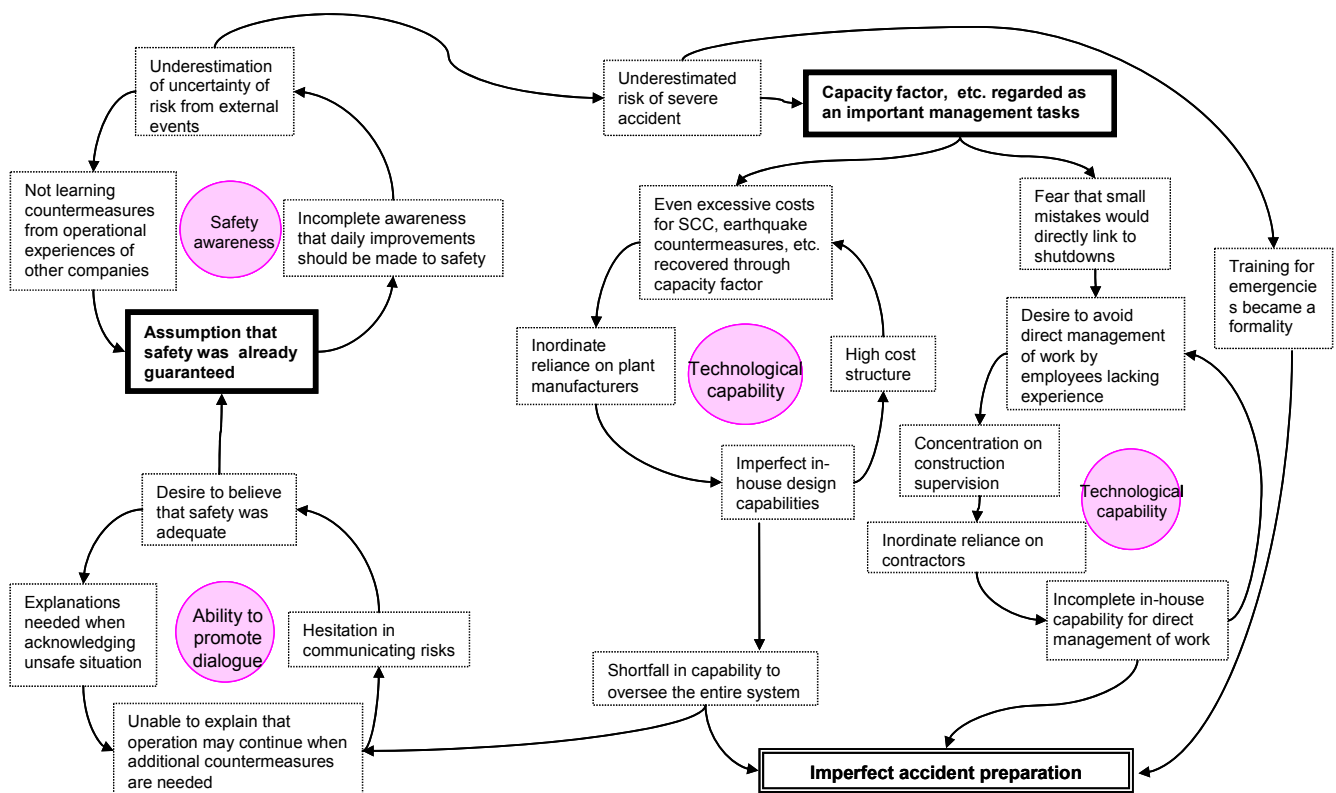 Underestimation
of uncertainty of
risk from external
events
Underestimated
risk of severe
accident
Capacity factor, etc. regarded as
an important management tasks
Not learning
countermeasures
from operational
experiences of
other companies
Safety
awareness
Incomplete awareness
that daily improvements
should be made to safety
Even excessive costs
for SCC, earthquake
countermeasures, etc.
recovered through
capacity factor
Fear that small
mistakes would
directly link to
shutdowns
Training for
emergencie
s became a
formality
Assumption that
safety was already
guaranteed
Inordinate
reliance on plant
manufacturers
Technological
capability
High cost
structure
Desire to avoid
direct management
of work by
employees lacking
experience
Concentration on
construction
supervision
Technological
capability
Imperfect in-
house design
capabilities
Desire to believe
that safety was
adequate
Inordinate reliance on
contractors
Explanations
needed when
acknowledging
unsafe situation
Ability to
promote
dialogue
Hesitation in
communicating risks
Incomplete in-house
capability for direct
management of work
Shortfall in capability to
oversee the entire system
Unable to explain that
operation may continue when
additional countermeasures
are needed
Imperfect accident preparation